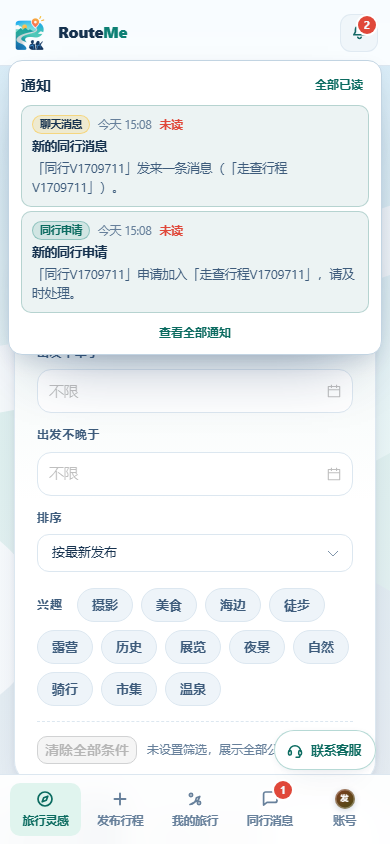 RouteMe
2
通知
全部已读
聊天消息 今天 15:08 未读
新的同行消息
「同行V1709711」发来一条消息（「走查行程
V1709711」）。
同行申请 今天 15:08 未读
新的同行申请
「同行V1709711」申请加入「走查行程V1709711」，请及
时处理。
查看全部通知
不限
出发不晚于
不限
排序
按最新发布
兴趣 摄影 美食 海边 徒步
露营 历史 展览 夜景 自然
骑行 市集 温泉
清除全部条件 未设置筛选，展示全部
联系客服
1
发
旅行灵感 发布行程 我的旅行 同行消息 账号